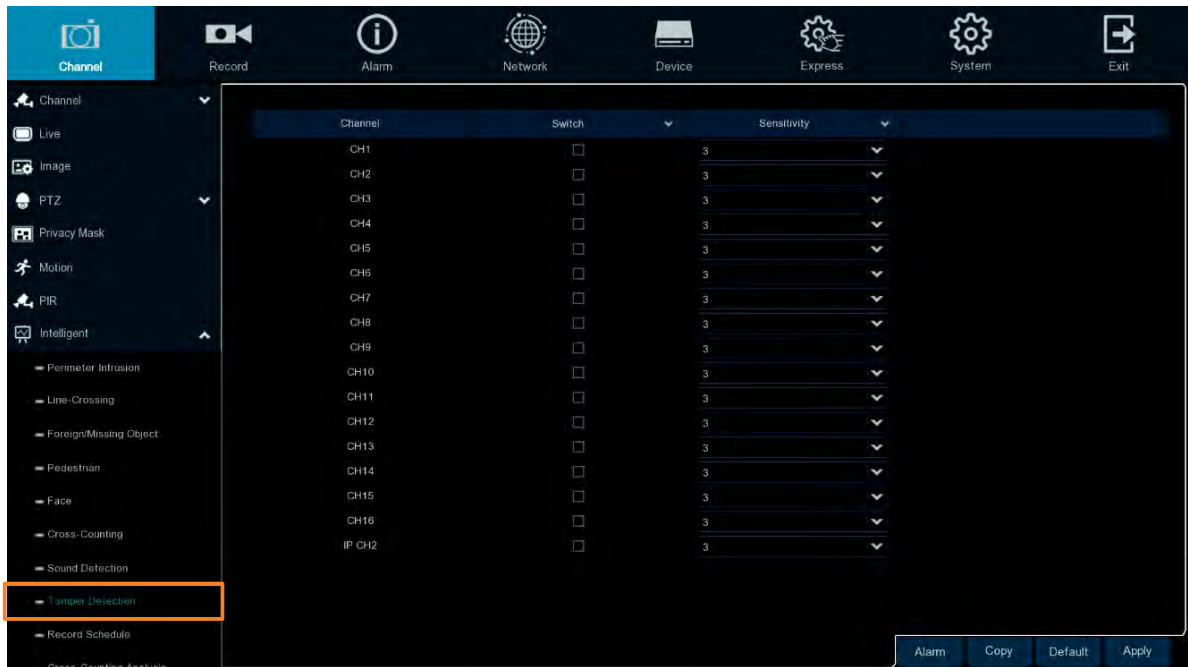 Channel Record Alarm Network Device Express System Exit
Channel
Live
Image
PTZ
Privacy Mask
Motion
PIR
Intelligent
Perimeter Intrusion
Line-Crossing
Foreign/Missing Object
Pedestrian
Face
Cross-Counting
Sound Detection
Tamper Detection
Record Schedule
Cross-Counting Analysis
Channel Switch Sensitivity
CH1 3
CH2 3
CH3 3
CH4 3
CH5 3
CH6 3
CH7 3
CH8 3
CH9 3
CH10 3
CH11 3
CH12 3
CH13 3
CH14 3
CH15 3
CH16 3
IP CH2 3
Alarm Copy Default Apply